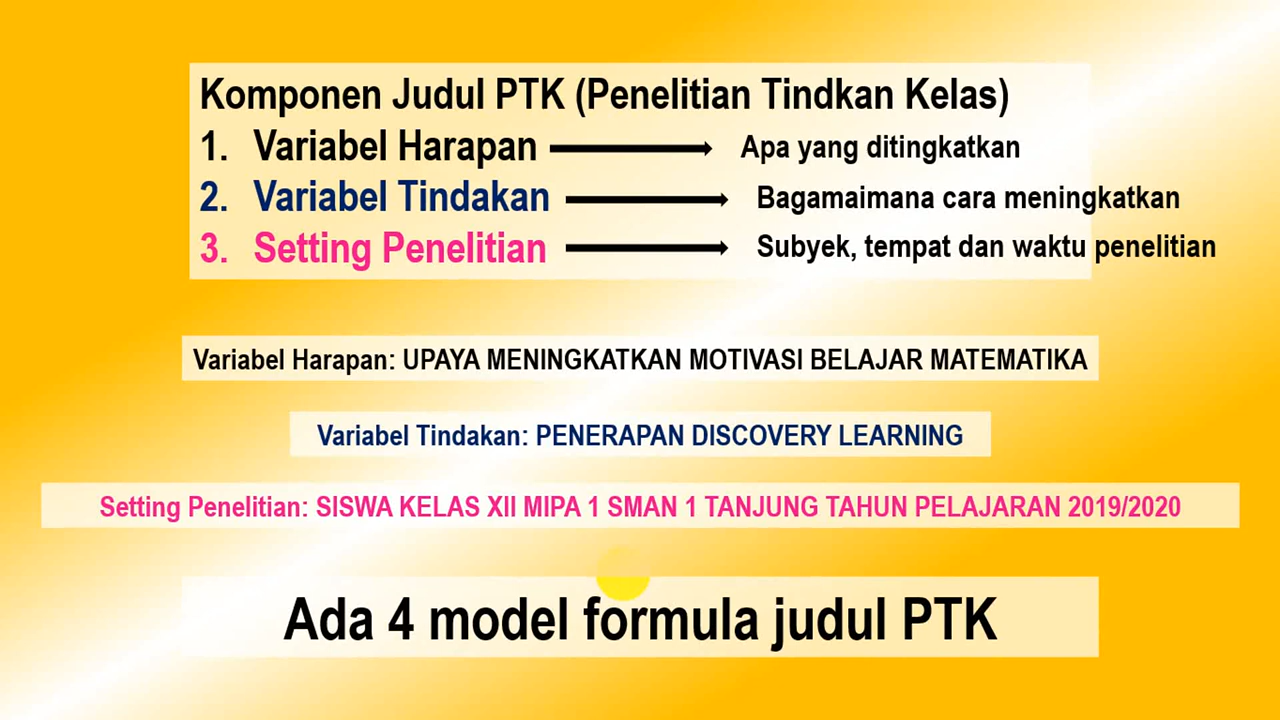 Komponen Judul PTK (Penelitian Tindkan Kelas)
1. Variabel Harapan Apa yang ditingkatkan
2. Variabel Tindakan Bagamaimana cara meningkatkan
3. Setting Penelitian Subyek, tempat dan waktu penelitian
Variabel Harapan: UPAYA MENINGKATKAN MOTIVASI BELAJAR MATEMATIKA
Variabel Tindakan: PENERAPAN DISCOVERY LEARNING
Setting Penelitian: SISWA KELAS XII MIPA 1 SMAN 1 TANJUNG TAHUN PELAJARAN 2019/2020
Ada 4 model formula judul PTK